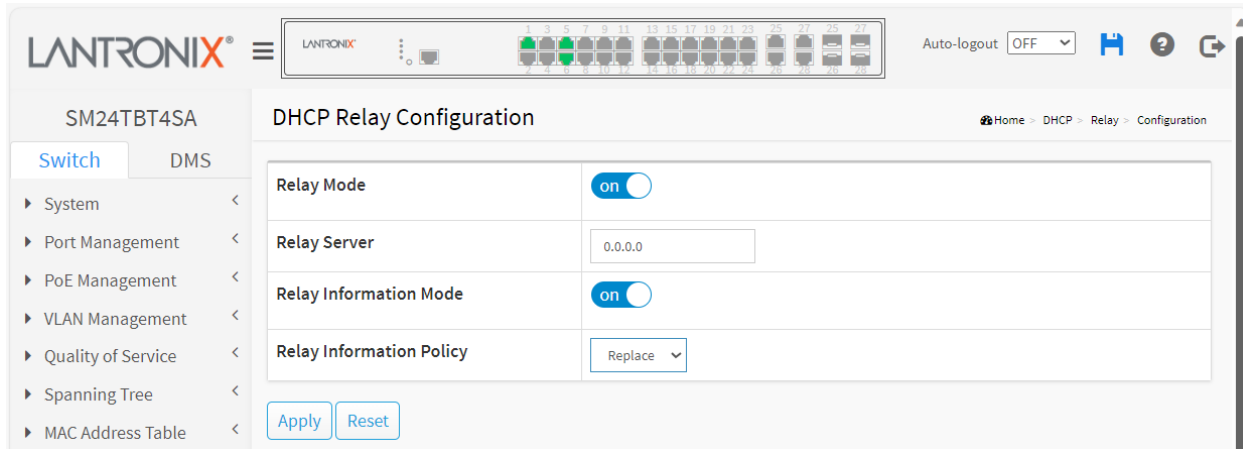 LANTRONIX®
LANTRONIX
1 3 5 7 9 11 13 15 17 19 21 23 25 27 25 27
2 4 6 8 10 12 14 16 18 20 22 24 26 28 26 28
Auto-logout OFF
SM24TBT4SA
Switch DMS
System
Port Management
PoE Management
VLAN Management
Quality of Service
Spanning Tree
MAC Address Table
DHCP Relay Configuration
Home > DHCP > Relay > Configuration
Relay Mode on
Relay Server 0.0.0.0
Relay Information Mode on
Relay Information Policy Replace
Apply Reset